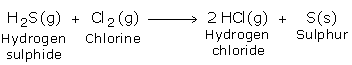 H₂S(g) + Cl₂(g) ⟶ 2 HCl(g) + S(s)
Hydrogen sulphide Chlorine Hydrogen chloride Sulphur